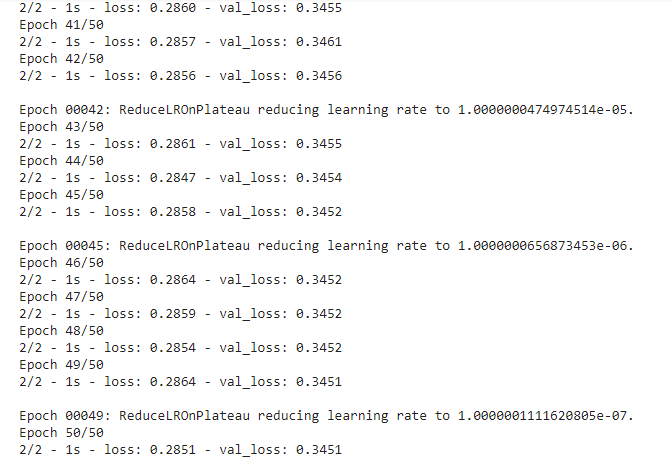 2/2 - 1s - loss: 0.2860 - val_loss: 0.3455
Epoch 41/50
2/2 - 1s - loss: 0.2857 - val_loss: 0.3461
Epoch 42/50
2/2 - 1s - loss: 0.2856 - val_loss: 0.3456
Epoch 00042: ReduceLROnPlateau reducing learning rate to 1.0000000474974514e-05.
Epoch 43/50
2/2 - 1s - loss: 0.2861 - val_loss: 0.3455
Epoch 44/50
2/2 - 1s - loss: 0.2847 - val_loss: 0.3454
Epoch 45/50
2/2 - 1s - loss: 0.2858 - val_loss: 0.3452
Epoch 00045: ReduceLROnPlateau reducing learning rate to 1.0000000656873453e-06.
Epoch 46/50
2/2 - 1s - loss: 0.2864 - val_loss: 0.3452
Epoch 47/50
2/2 - 1s - loss: 0.2859 - val_loss: 0.3452
Epoch 48/50
2/2 - 1s - loss: 0.2854 - val_loss: 0.3452
Epoch 49/50
2/2 - 1s - loss: 0.2864 - val_loss: 0.3451
Epoch 00049: ReduceLROnPlateau reducing learning rate to 1.0000001111620805e-07.
Epoch 50/50
2/2 - 1s - loss: 0.2851 - val_loss: 0.3451